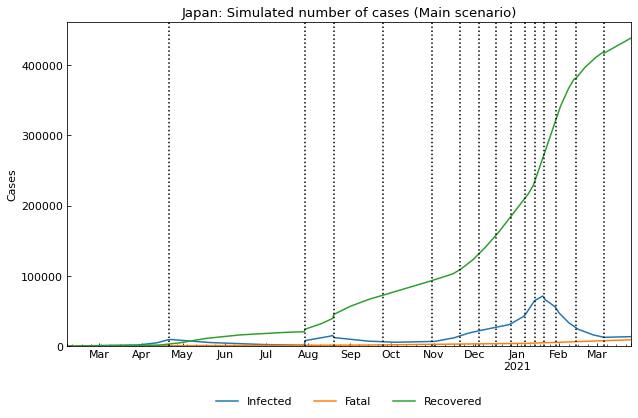 Japan: Simulated number of cases (Main scenario)
Cases
400000
300000
200000
100000
0
Mar Apr May Jun Jul Aug Sep Oct Nov Dec Jan Feb Mar
2021
Infected Fatal Recovered